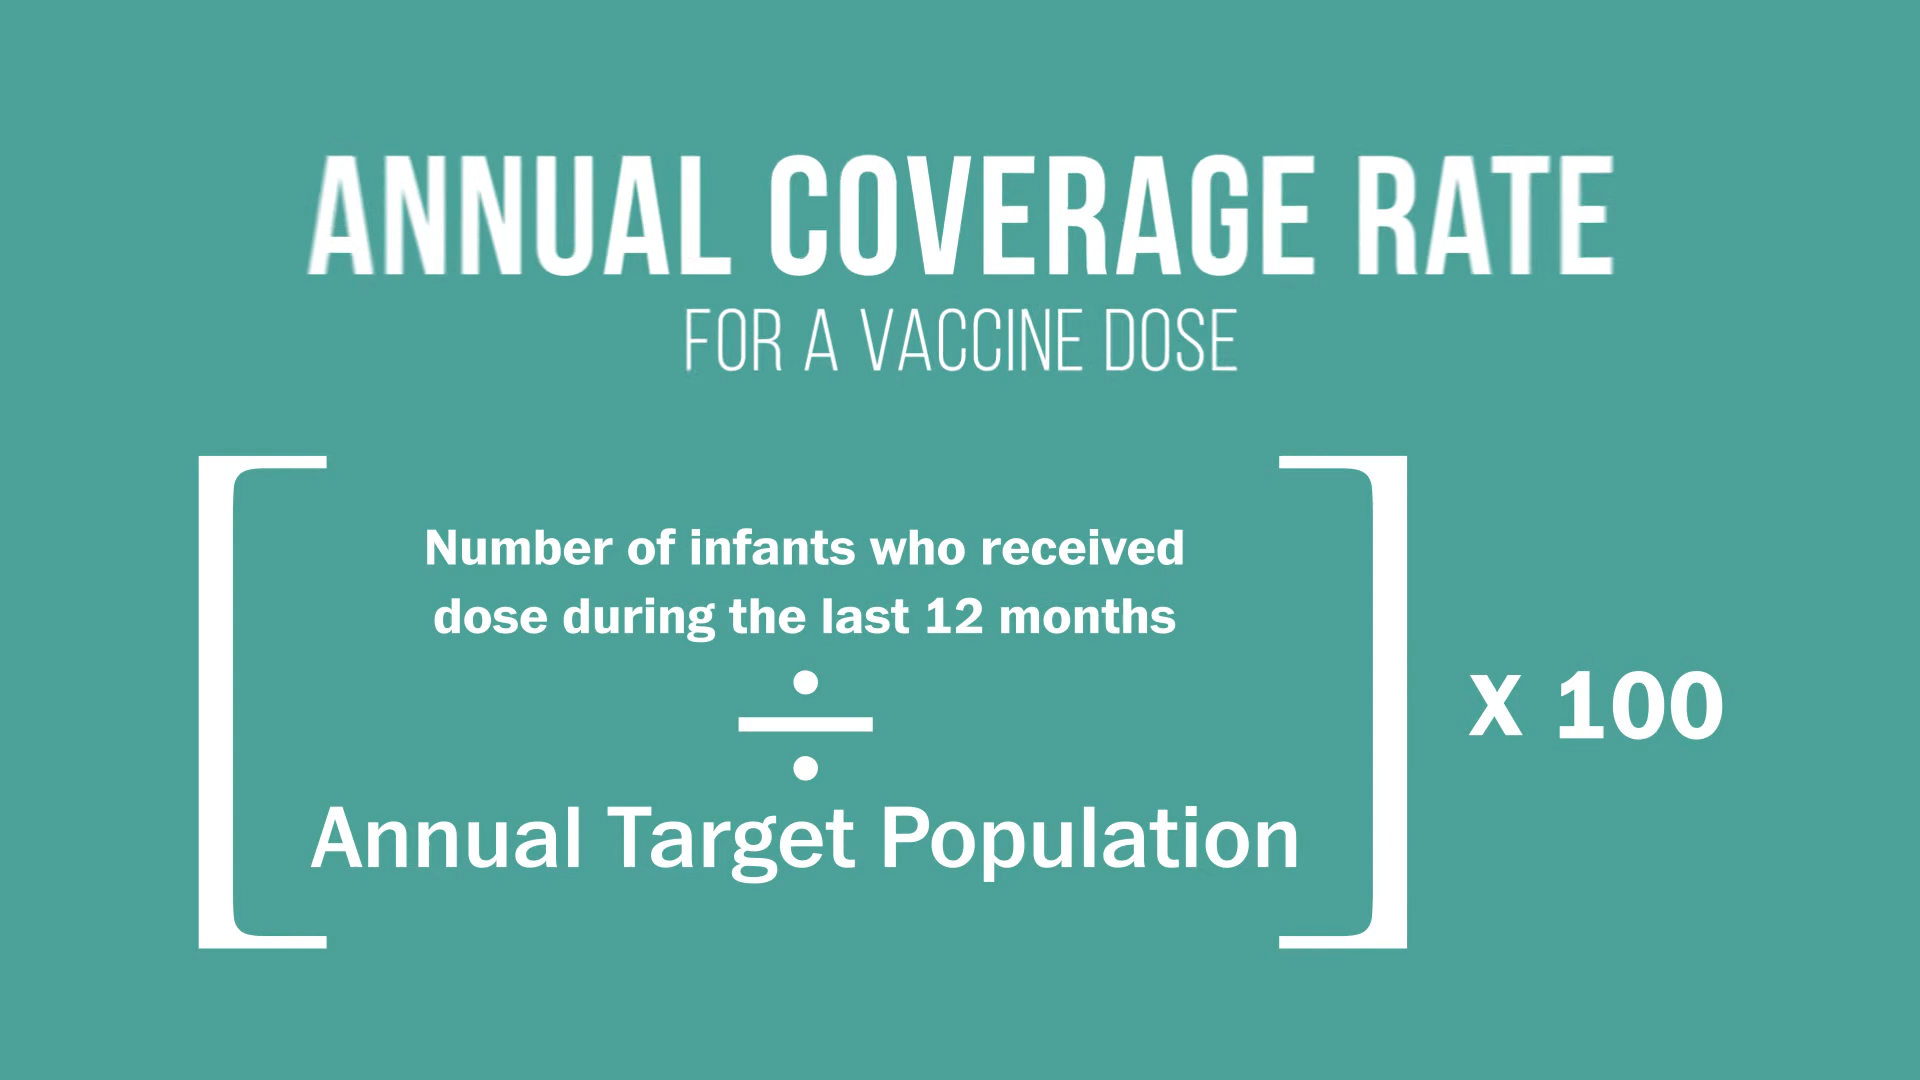 ANNUAL COVERAGE RATE
FOR A VACCINE DOSE
Number of infants who received
dose during the last 12 months
÷
Annual Target Population
X 100